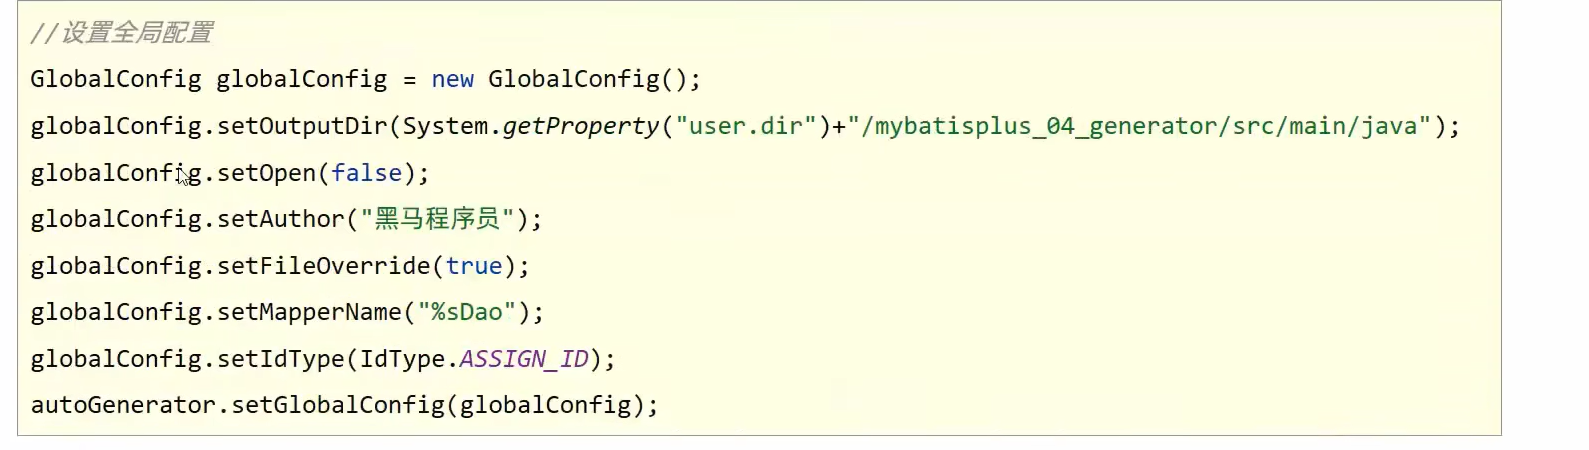 //设置全局配置
GlobalConfig globalConfig = new GlobalConfig();
globalConfig.setOutputDir(System.getProperty("user.dir")+"/mybatisplus_04_generator/src/main/java");
globalConfig.setOpen(false);
globalConfig.setAuthor("黑马程序员");
globalConfig.setFileOverride(true);
globalConfig.setMapperName("%sDao");
globalConfig.setIdType(IdType.ASSIGN_ID);
autoGenerator.setGlobalConfig(globalConfig);